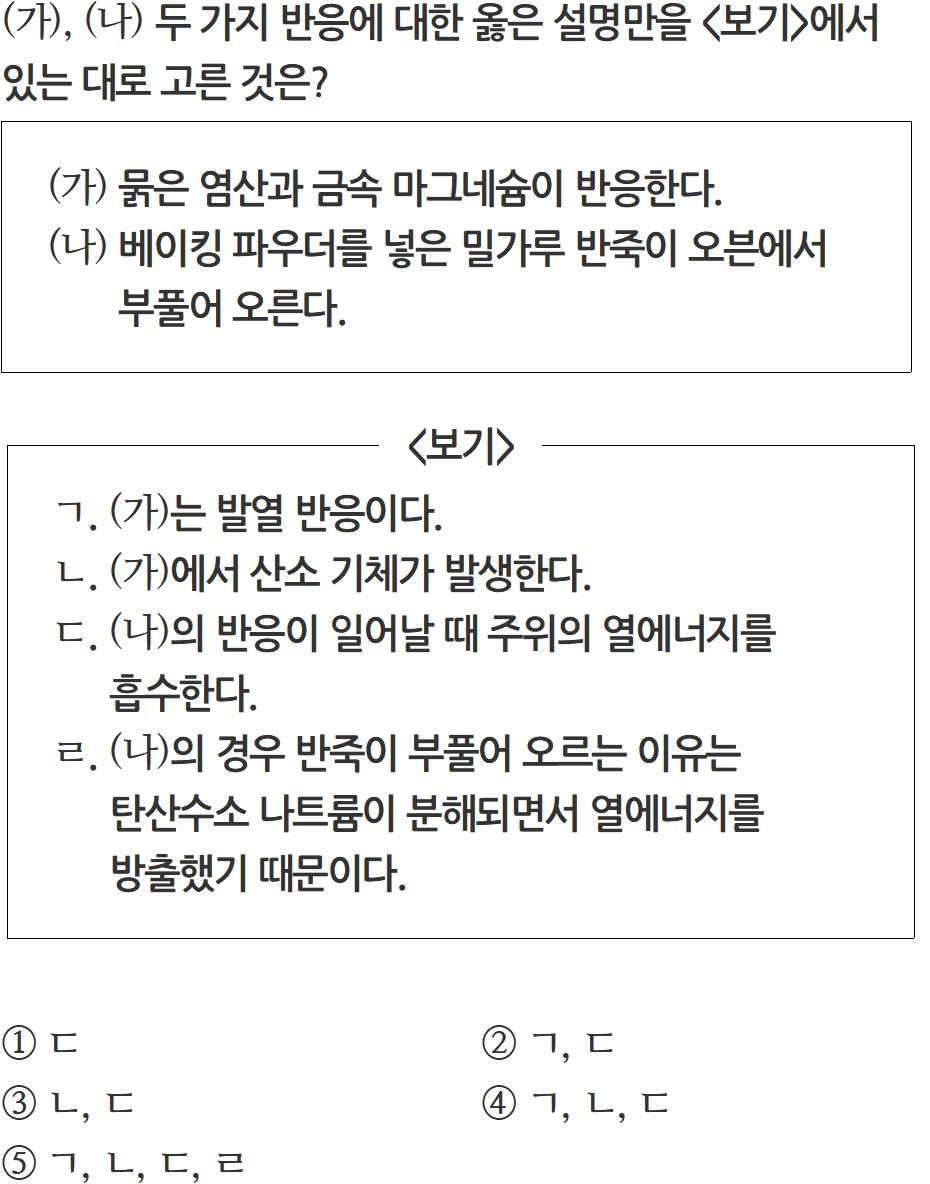 (가), (나) 두 가지 반응에 대한 옳은 설명만을 <보기>에서
있는 대로 고른 것은?
(가) 묽은 염산과 금속 마그네슘이 반응한다.
(나) 베이킹 파우더를 넣은 밀가루 반죽이 오븐에서
부풀어 오른다.
<보기>
ㄱ. (가)는 발열 반응이다.
ㄴ. (가)에서 산소 기체가 발생한다.
ㄷ. (나)의 반응이 일어날 때 주위의 열에너지를
흡수한다.
ㄹ. (나)의 경우 반죽이 부풀어 오르는 이유는
탄산수소 나트륨이 분해되면서 열에너지를
방출했기 때문이다.
① ㄷ ② ㄱ, ㄷ
③ ㄴ, ㄷ ④ ㄱ, ㄴ, ㄷ
⑤ ㄱ, ㄴ, ㄷ, ㄹ